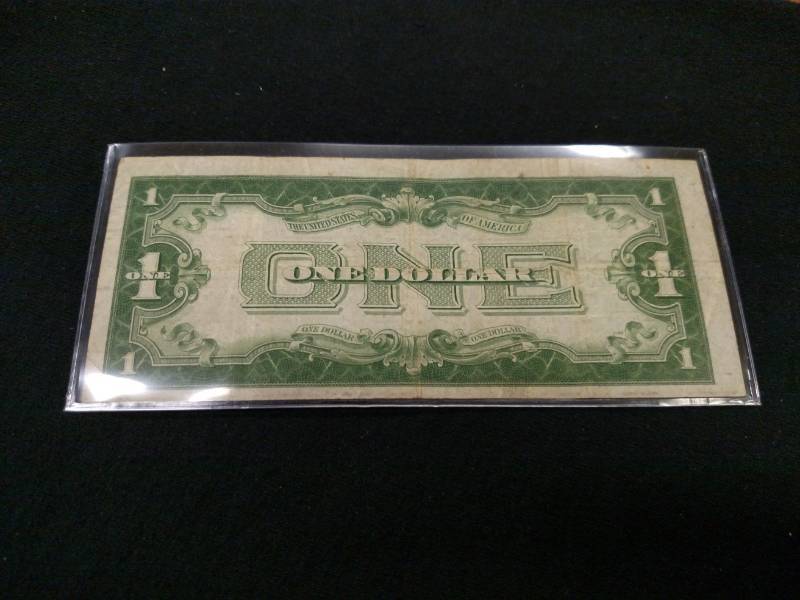 1 1
THE UNITED STATES OF AMERICA
ONE
ONE DOLLAR
1 ONE 1 ONE
ONE DOLLAR ONE DOLLAR
1 1